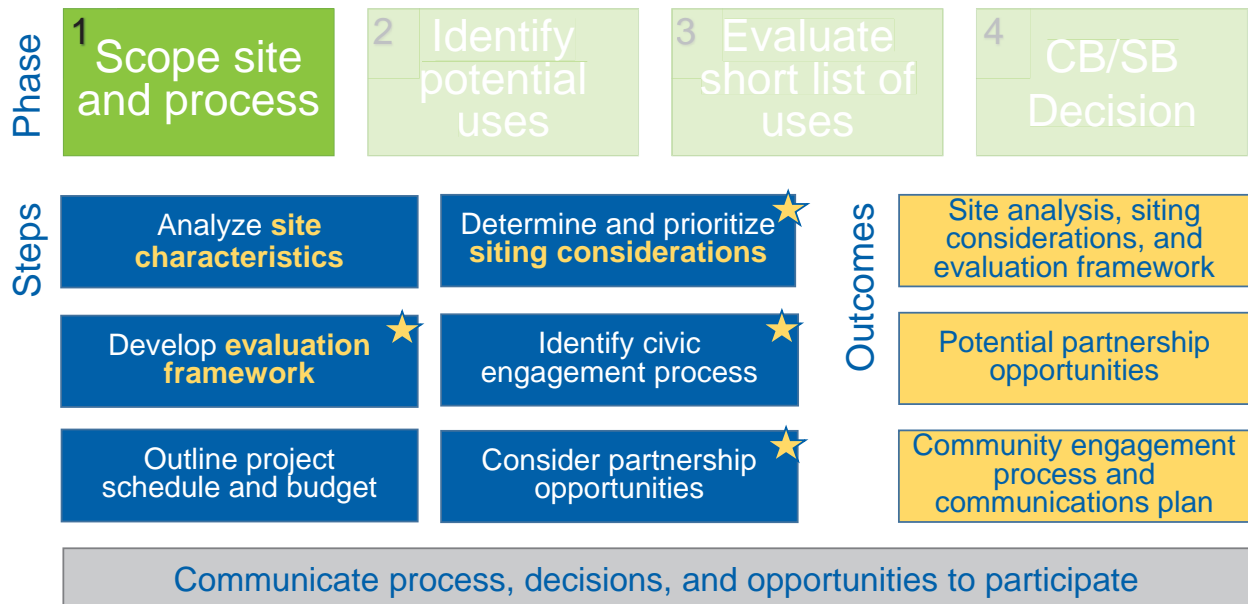 Phase
1
Scope site
and process
2
Identify
potential
uses
3
Evaluate
short list of
uses
4
CB/SB
Decision
Steps
Analyze site
characteristics
Determine and prioritize
siting considerations
Develop evaluation
framework
Identify civic
engagement process
Outline project
schedule and budget
Consider partnership
opportunities
Outcomes
Site analysis, siting
considerations, and
evaluation framework
Potential partnership
opportunities
Community engagement
process and
communications plan
Communicate process, decisions, and opportunities to participate